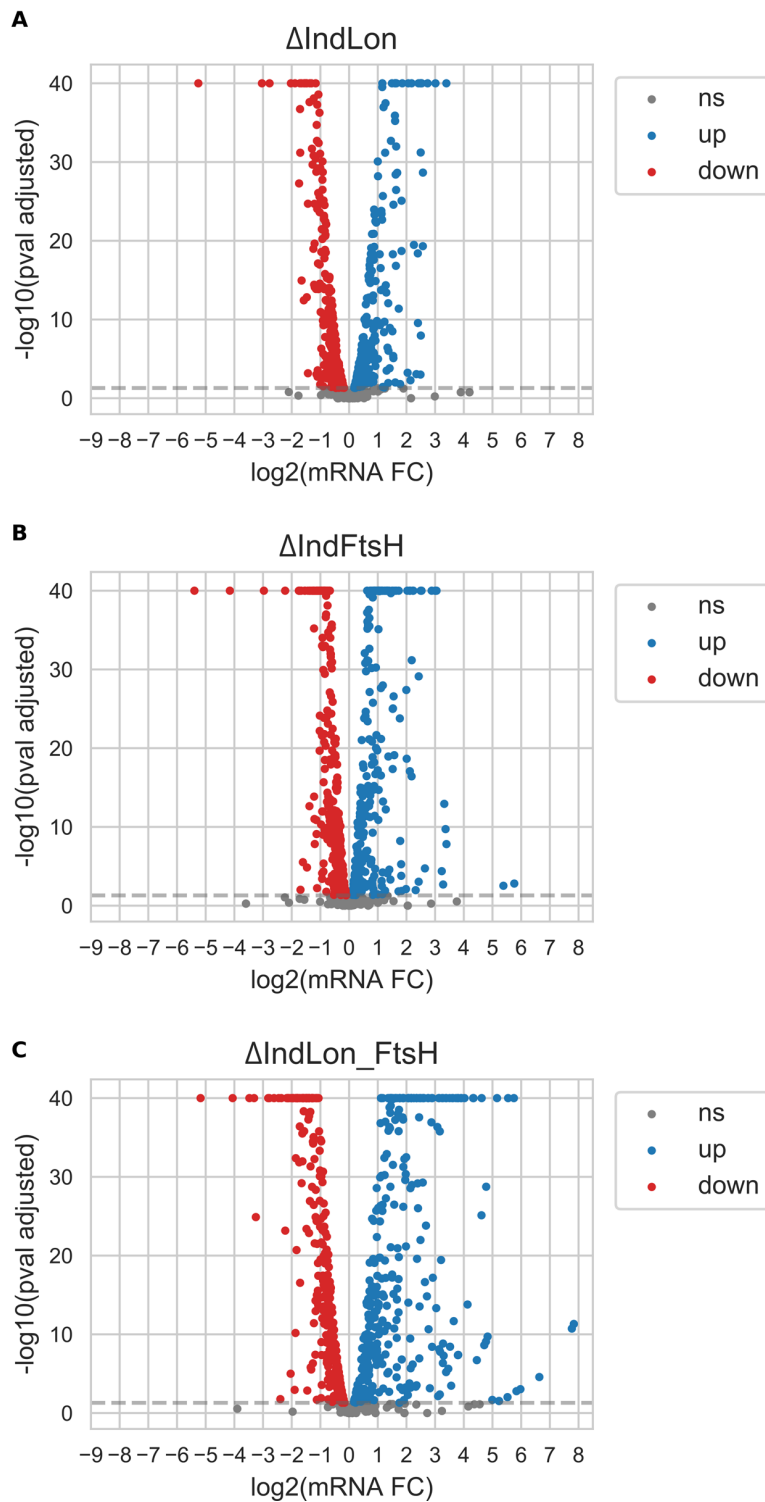 A
ΔIndLon
40
30
20
10
0
-log10(pval adjusted)
−9 −8 −7 −6 −5 −4 −3 −2 −1 0 1 2 3 4 5 6 7 8
log2(mRNA FC)
ns
up
down
B
ΔIndFtsH
40
30
20
10
0
-log10(pval adjusted)
−9 −8 −7 −6 −5 −4 −3 −2 −1 0 1 2 3 4 5 6 7 8
log2(mRNA FC)
ns
up
down
C
ΔIndLon_FtsH
40
30
20
10
0
-log10(pval adjusted)
−9 −8 −7 −6 −5 −4 −3 −2 −1 0 1 2 3 4 5 6 7 8
log2(mRNA FC)
ns
up
down